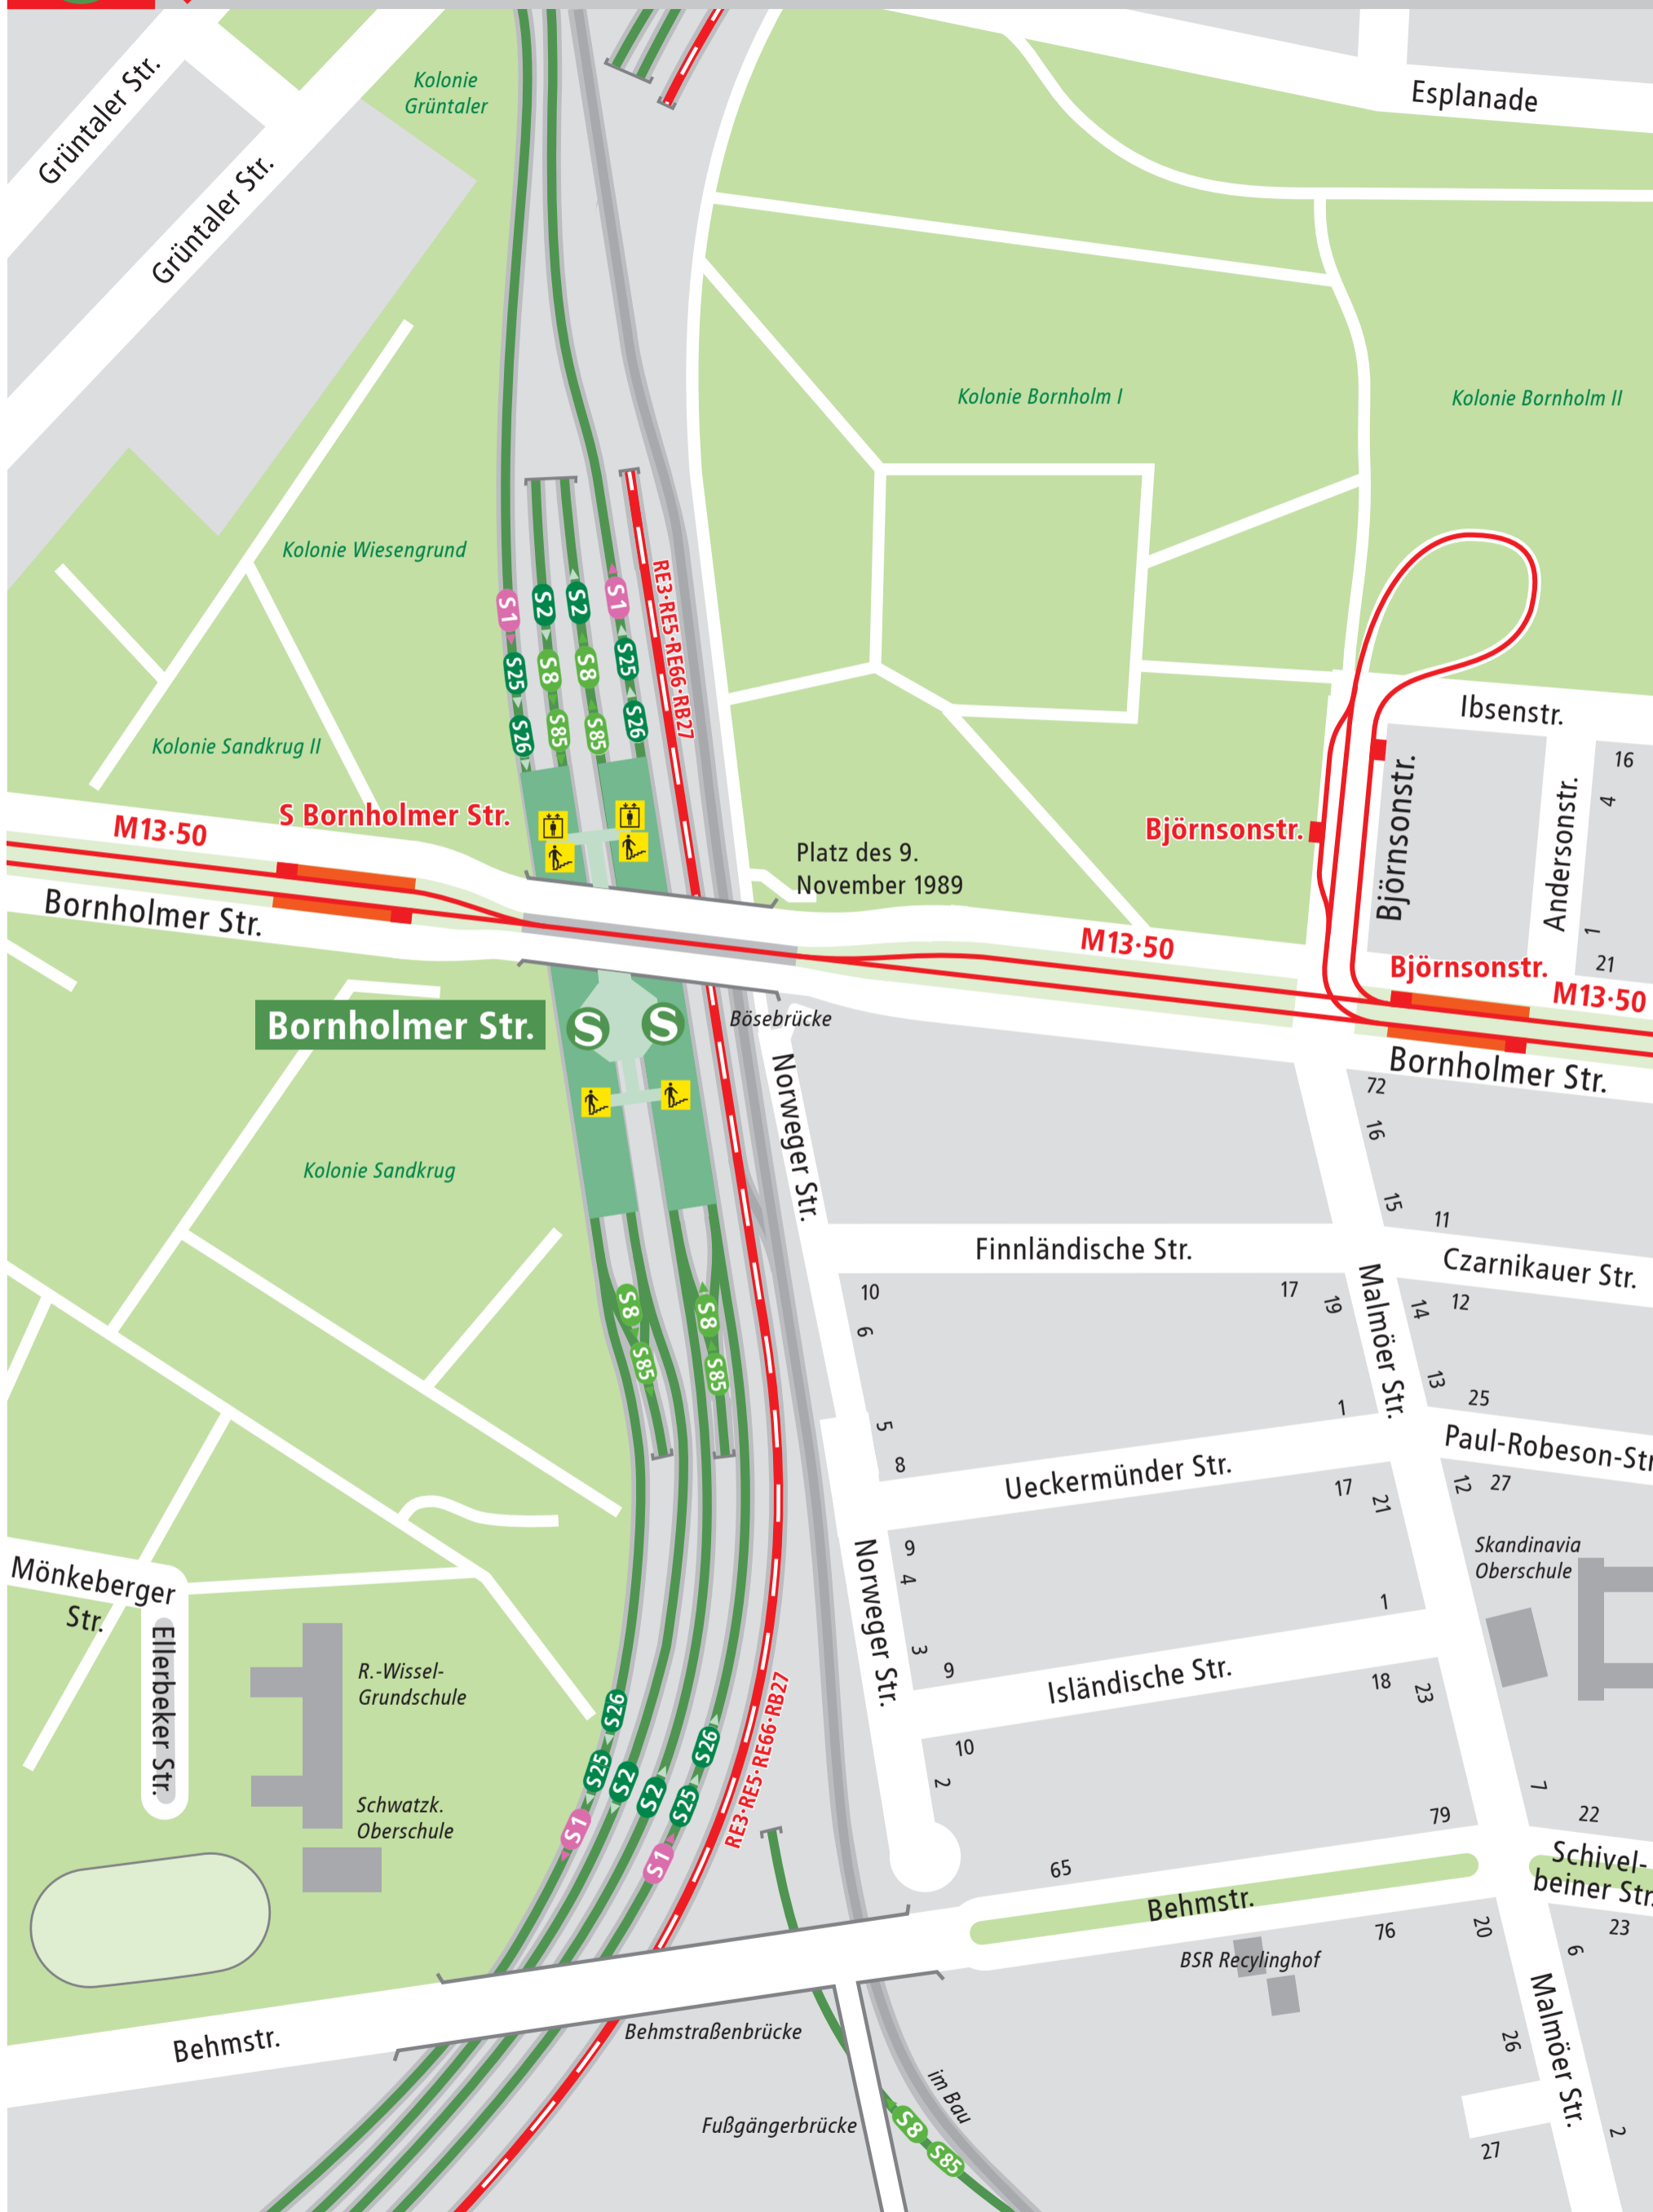 Grüntaler Str.
Grüntaler Str.
Kolonie
Grüntaler
Esplanade
Kolonie Bornholm I
Kolonie Bornholm II
Kolonie Wiesengrund
S1
S2
S2
S1
S25
S8
S8
S25
S26
S85
S85
S26
RE3·RE5·RE66·RB27
Kolonie Sandkrug II
S Bornholmer Str.
M13·50
Bornholmer Str.
Platz des 9.
November 1989
M13·50
Björnsonstr.
Björnsonstr.
Ibsenstr.
Andersonstr.
16
4
1
21
Björnsonstr.
M13·50
Bornholmer Str.
Bornholmer Str.
S
S
Bösebrücke
Norweger Str.
72
16
15
11
Kolonie Sandkrug
Finnländische Str.
Czarnikauer Str.
10
6
17
19
14
12
Malmöer Str.
S8
S85
S8
S85
5
8
1
13
25
Ueckermünder Str.
Paul-Robeson-Str
17
21
12
27
Norweger Str.
9
4
3
9
1
Skandinavia
Oberschule
Mönkeberger
Str.
Ellerbeker Str.
R.-Wissel-
Grundschule
Isländische Str.
18
23
Schwatzk.
Oberschule
S26
S25
S2
S1
S2
S26
S25
S1
RE3·RE5·RE66·RB27
10
2
7
79
22
65
Schivel-
beiner Str.
Behmstr.
76
20
23
6
BSR Recylinghof
Behmstr.
Behmstraßenbrücke
Malmöer Str.
26
im Bau
Fußgängerbrücke
S8
S85
27
2